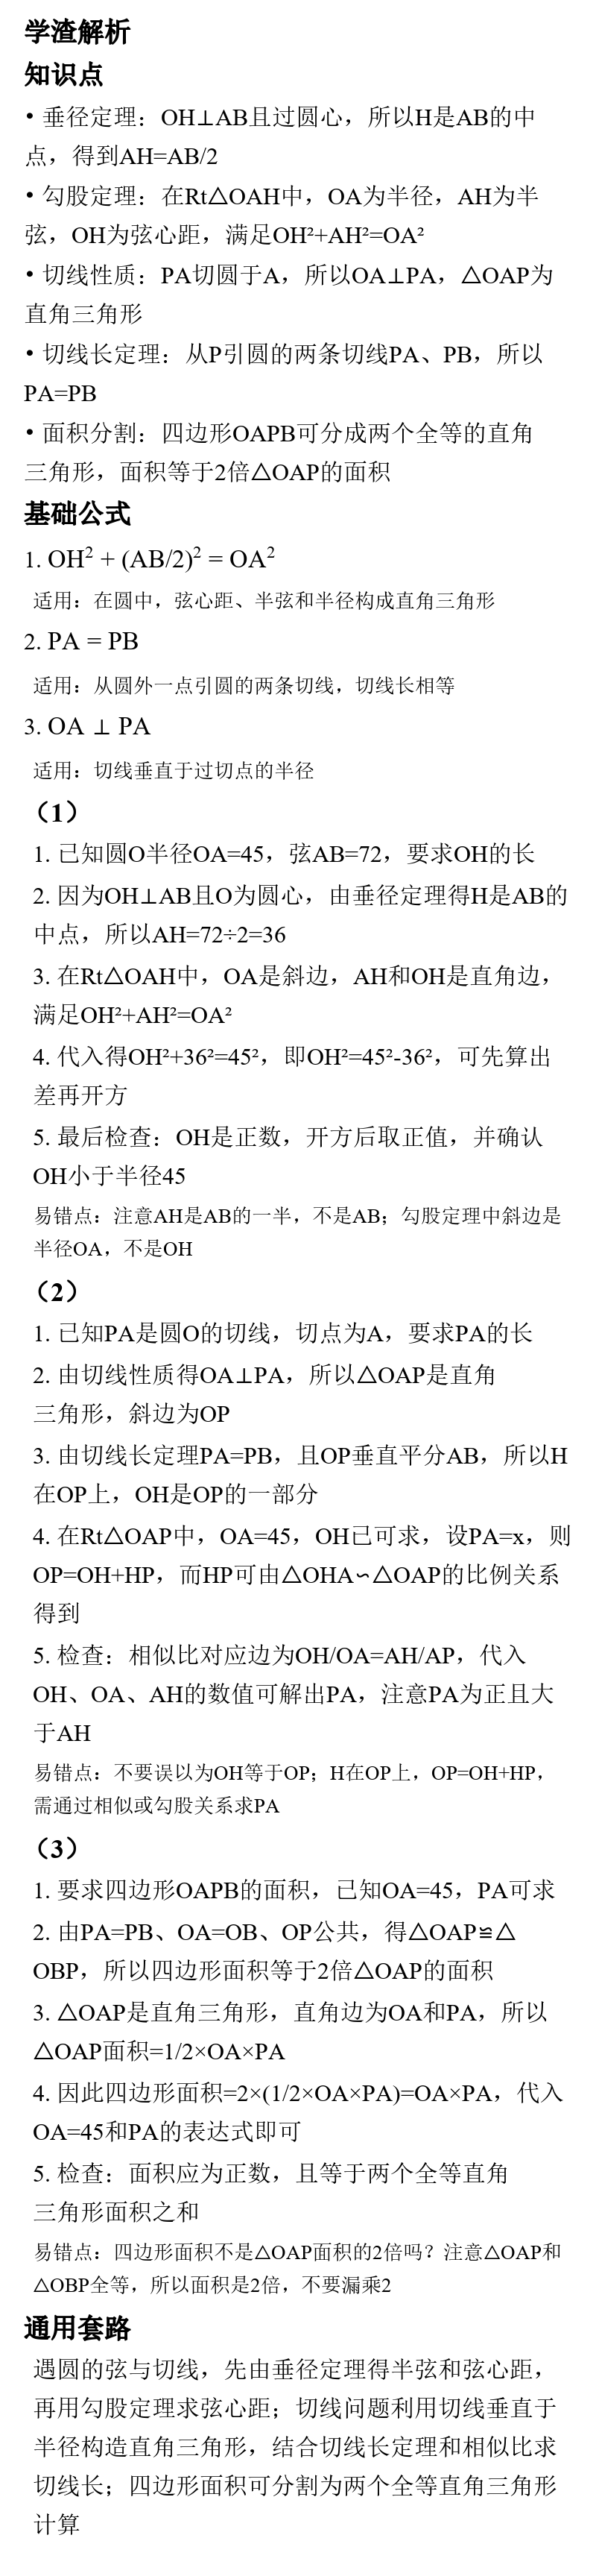 学渣解析
知识点
• 垂径定理：OH⊥AB且过圆心，所以H是AB的中
点，得到AH=AB/2
• 勾股定理：在Rt△OAH中，OA为半径，AH为半
弦，OH为弦心距，满足OH²+AH²=OA²
• 切线性质：PA切圆于A，所以OA⊥PA，△OAP为
直角三角形
• 切线长定理：从P引圆的两条切线PA、PB，所以
PA=PB
• 面积分割：四边形OAPB可分成两个全等的直角
三角形，面积等于2倍△OAP的面积
基础公式
1. OH² + (AB/2)² = OA²
适用：在圆中，弦心距、半弦和半径构成直角三角形
2. PA = PB
适用：从圆外一点引圆的两条切线，切线长相等
3. OA ⊥ PA
适用：切线垂直于过切点的半径
（1）
1. 已知圆O半径OA=45，弦AB=72，要求OH的长
2. 因为OH⊥AB且O为圆心，由垂径定理得H是AB的
中点，所以AH=72÷2=36
3. 在Rt△OAH中，OA是斜边，AH和OH是直角边，
满足OH²+AH²=OA²
4. 代入得OH²+36²=45²，即OH²=45²-36²，可先算出
差再开方
5. 最后检查：OH是正数，开方后取正值，并确认
OH小于半径45
易错点：注意AH是AB的一半，不是AB；勾股定理中斜边是
半径OA，不是OH
（2）
1. 已知PA是圆O的切线，切点为A，要求PA的长
2. 由切线性质得OA⊥PA，所以△OAP是直角
三角形，斜边为OP
3. 由切线长定理PA=PB，且OP垂直平分AB，所以H
在OP上，OH是OP的一部分
4. 在Rt△OAP中，OA=45，OH已可求，设PA=x，则
OP=OH+HP，而HP可由△OHA∽△OAP的比例关系
得到
5. 检查：相似比对应边为OH/OA=AH/AP，代入
OH、OA、AH的数值可解出PA，注意PA为正且大
于AH
易错点：不要误以为OH等于OP；H在OP上，OP=OH+HP，
需通过相似或勾股关系求PA
（3）
1. 要求四边形OAPB的面积，已知OA=45，PA可求
2. 由PA=PB、OA=OB、OP公共，得△OAP≌△
OBP，所以四边形面积等于2倍△OAP的面积
3. △OAP是直角三角形，直角边为OA和PA，所以
△OAP面积=1/2×OA×PA
4. 因此四边形面积=2×(1/2×OA×PA)=OA×PA，代入
OA=45和PA的表达式即可
5. 检查：面积应为正数，且等于两个全等直角
三角形面积之和
易错点：四边形面积不是△OAP面积的2倍吗？注意△OAP和
△OBP全等，所以面积是2倍，不要漏乘2
通用套路
遇圆的弦与切线，先由垂径定理得半弦和弦心距，
再用勾股定理求弦心距；切线问题利用切线垂直于
半径构造直角三角形，结合切线长定理和相似比求
切线长；四边形面积可分割为两个全等直角三角形
计算